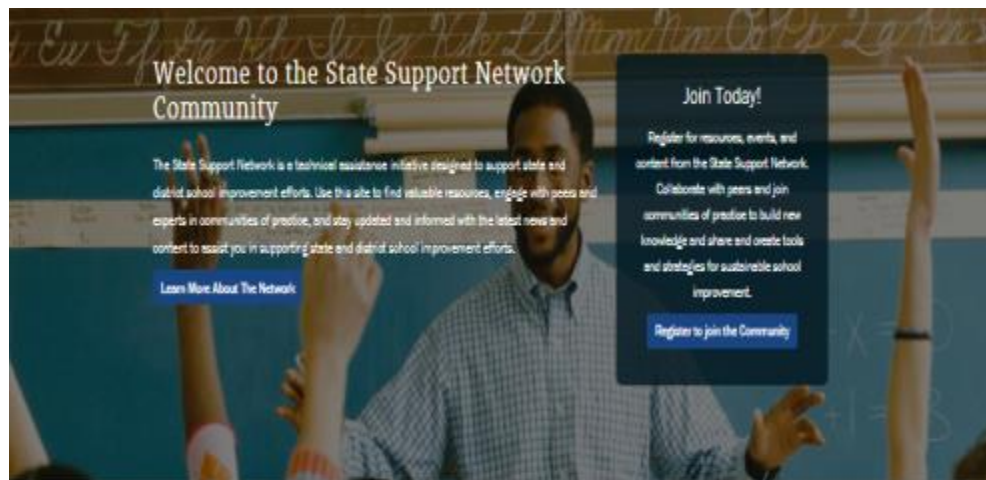 Welcome to the State Support Network
Community
The State Support Network is a technical assistance initiative designed to support state and
district school improvement efforts. Use this site to find valuable resources, engage with peers and
experts in communities of practice, and stay updated and informed with the latest news and
content to assist you in supporting state and district school improvement efforts.
Learn More About The Network
Join Today!
Register for resources, events, and
content from the State Support Network.
Collaborate with peers and join
communities of practice to build new
knowledge and share and create tools
and strategies for sustainable school
improvement.
Register to join the Community